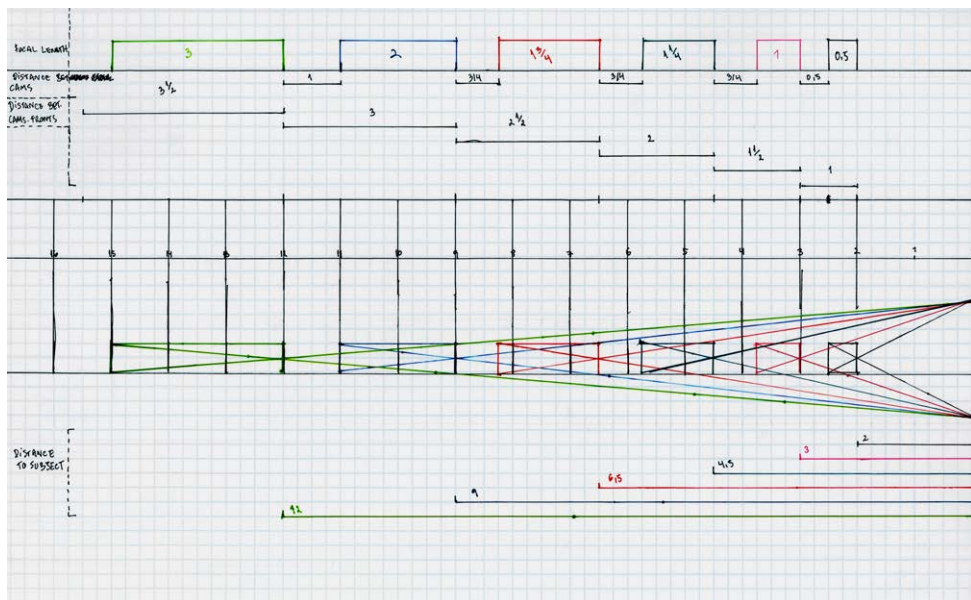 FOCAL LENGTH 3 2 1 3/4 1 1/4 1 0,5
DISTANCE
CAMS 1 3/4 3/4 3/4 0,5
3 1/2
DISTANCE BET.
CAMS. FRONTS 3
2 1/2
2
1 1/2
1
16 15 14 13 12 11 10 9 8 7 6 5 4 3 2 1
DISTANCE
TO SUBJECT
2
3
4,5
6,5
9
12